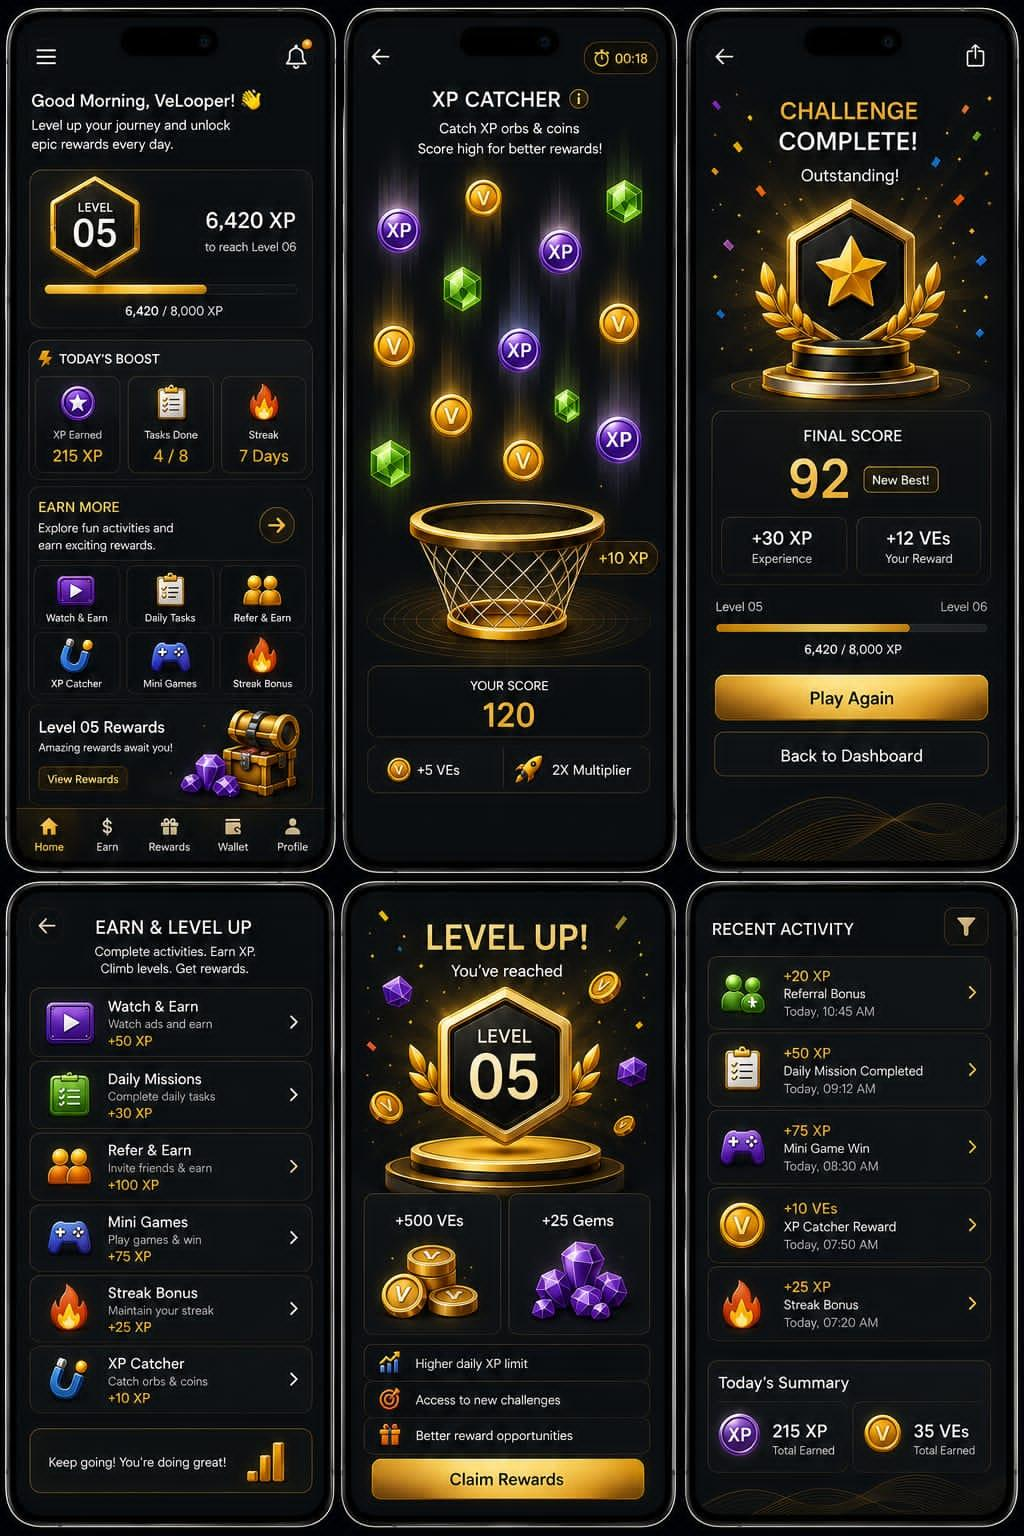 Good Morning, VeLooper! 👋
Level up your journey and unlock
epic rewards every day.
LEVEL
05
6,420 XP
to reach Level 06
6,420 / 8,000 XP
TODAY'S BOOST
XP Earned
215 XP
Tasks Done
4 / 8
Streak
7 Days
EARN MORE
Explore fun activities and
earn exciting rewards.
Watch & Earn
Daily Tasks
Refer & Earn
XP Catcher
Mini Games
Streak Bonus
Level 05 Rewards
Amazing rewards await you!
View Rewards
Home
Earn
Rewards
Wallet
Profile
00:18
XP CATCHER
Catch XP orbs & coins
Score high for better rewards!
V
XP
XP
V
V
XP
V
XP
V
+10 XP
YOUR SCORE
120
V
+5 VEs
2X Multiplier
CHALLENGE
COMPLETE!
Outstanding!
FINAL SCORE
92
New Best!
+30 XP
Experience
+12 VEs
Your Reward
Level 05
Level 06
6,420 / 8,000 XP
Play Again
Back to Dashboard
EARN & LEVEL UP
Complete activities. Earn XP.
Climb levels. Get rewards.
Watch & Earn
Watch ads and earn
+50 XP
Daily Missions
Complete daily tasks
+30 XP
Refer & Earn
Invite friends & earn
+100 XP
Mini Games
Play games & win
+75 XP
Streak Bonus
Maintain your streak
+25 XP
XP Catcher
Catch orbs & coins
+10 XP
Keep going! You're doing great!
LEVEL UP!
You've reached
V
LEVEL
05
V
V
+500 VEs
V
V
+25 Gems
Higher daily XP limit
Access to new challenges
Better reward opportunities
Claim Rewards
RECENT ACTIVITY
+20 XP
Referral Bonus
Today, 10:45 AM
+50 XP
Daily Mission Completed
Today, 09:12 AM
+75 XP
Mini Game Win
Today, 08:30 AM
V
+10 VEs
XP Catcher Reward
Today, 07:50 AM
+25 XP
Streak Bonus
Today, 07:20 AM
Today's Summary
XP
215 XP
Total Earned
V
35 VEs
Total Earned